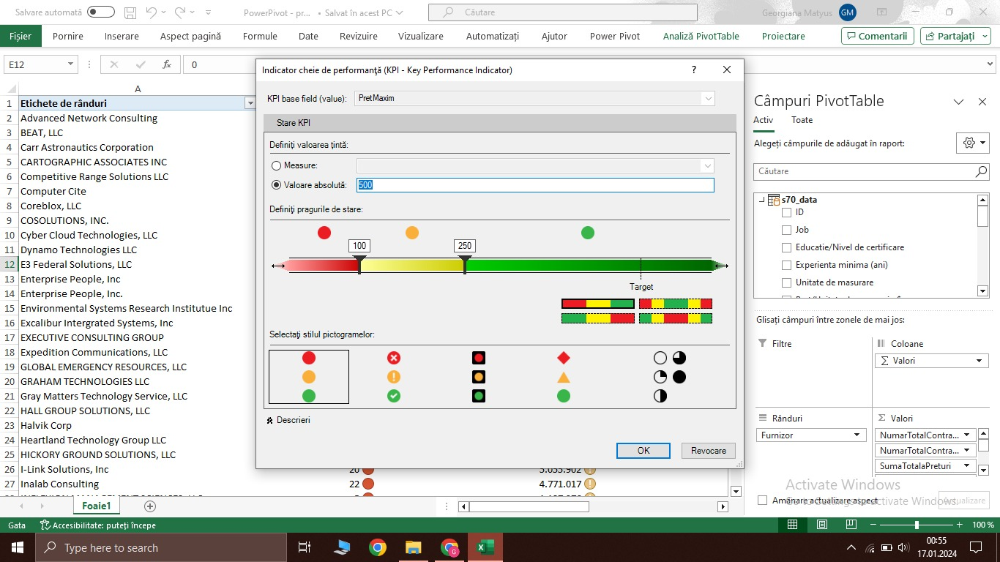 Salvare automată
PowerPivot - pr... • Salvat în acest PC
Căutare
Georgiana Matyus
GM
Fișier
Pornire
Inserare
Aspect pagină
Formule
Date
Revizuire
Vizualizare
Automatizați
Ajutor
Power Pivot
Analiză PivotTable
Proiectare
Comentarii
Partajați
E12
fx
0
Indicator cheie de performanţă (KPI - Key Performance Indicator)
?
KPI base field (value):
PretMaxim
Stare KPI
Definiţi valoarea ţintă:
Measure:
Valoare absolută:
500
Definiţi pragurile de stare:
100
250
Target
Selectaţi stilul pictogramelor:
Descrieri
OK
Revocare
A
1 Etichete de rânduri
2 Advanced Network Consulting
3 BEAT, LLC
4 Carr Astronautics Corporation
5 CARTOGRAPHIC ASSOCIATES INC
6 Competitive Range Solutions LLC
7 Computer Cite
8 Coreblox, LLC
9 COSOLUTIONS, INC.
10 Cyber Cloud Technologies, LLC
11 Dynamo Technologies LLC
12 E3 Federal Solutions, LLC
13 Enterprise People, Inc
14 Enterprise People, Inc.
15 Environmental Systems Research Institutue Inc
16 Excalibur Intergrated Systems, Inc
17 EXECUTIVE CONSULTING GROUP
18 Expedition Communications, LLC
19 GLOBAL EMERGENCY RESOURCES, LLC
20 GRAHAM TECHNOLOGIES LLC
21 Gray Matters Technology Service, LLC
22 HALL GROUP SOLUTIONS, LLC
23 Halvik Corp
24 Heartland Technology Group LLC
25 HICKORY GROUND SOLUTIONS, LLC
26 I-Link Solutions, Inc 20 5.055.902
27 Inalab Consulting 22 4.771.017
Foaie1
Câmpuri PivotTable
Activ
Toate
Alegeți câmpurile de adăugat în raport:
Căutare
s70_data
ID
Job
Educatie/Nivel de certificare
Experienta minima (ani)
Unitate de masurare
Glisați câmpuri între zonele de mai jos:
Filtre
Coloane
Σ Valori
Rânduri
Furnizor
Σ Valori
NumarTotalContra...
NumarTotalContra...
SumaTotalaPreturi
Activate Windows
Go to Settings to activate Windows.
Amânare actualizare aspect
Actualizare
Gata
Accesibilitate: puteți începe
100 %
Type here to search
00:55
17.01.2024